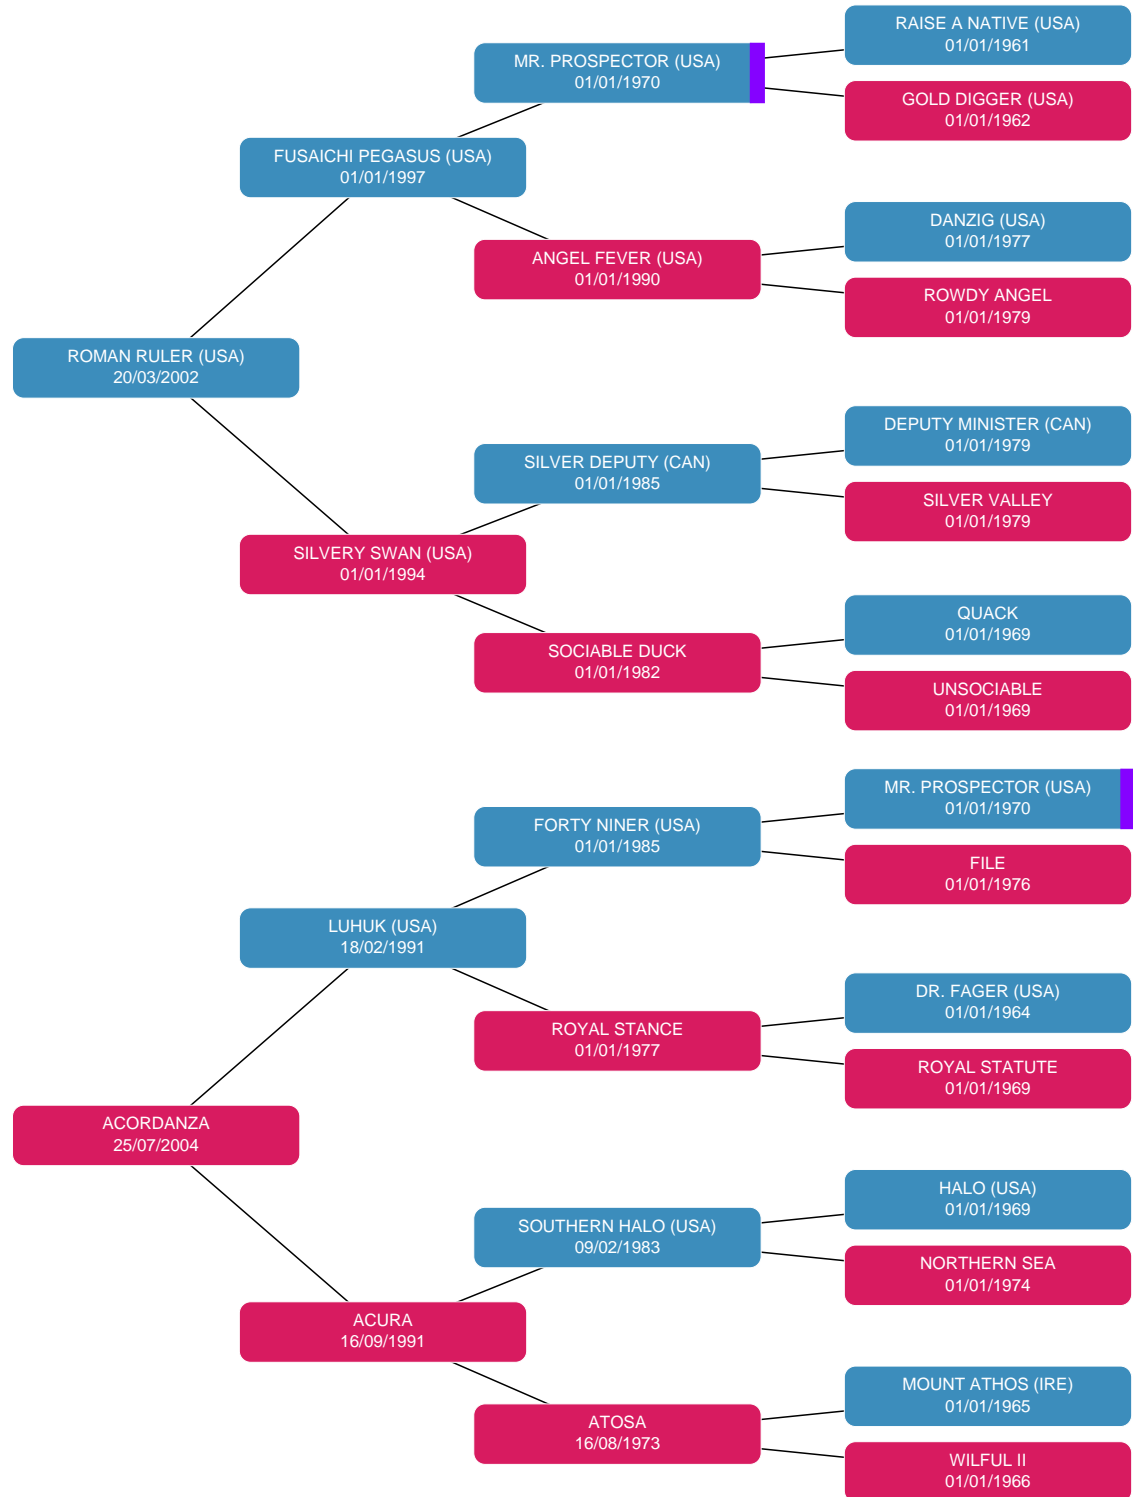 RAISE A NATIVE (USA)
01/01/1961
MR. PROSPECTOR (USA)
01/01/1970
GOLD DIGGER (USA)
01/01/1962
FUSAICHI PEGASUS (USA)
01/01/1997
DANZIG (USA)
01/01/1977
ANGEL FEVER (USA)
01/01/1990
ROWDY ANGEL
01/01/1979
ROMAN RULER (USA)
20/03/2002
DEPUTY MINISTER (CAN)
01/01/1979
SILVER DEPUTY (CAN)
01/01/1985
SILVER VALLEY
01/01/1979
SILVERY SWAN (USA)
01/01/1994
QUACK
01/01/1969
SOCIABLE DUCK
01/01/1982
UNSOCIABLE
01/01/1969
MR. PROSPECTOR (USA)
01/01/1970
FORTY NINER (USA)
01/01/1985
FILE
01/01/1976
LUHUK (USA)
18/02/1991
DR. FAGER (USA)
01/01/1964
ROYAL STANCE
01/01/1977
ROYAL STATUTE
01/01/1969
ACORDANZA
25/07/2004
HALO (USA)
01/01/1969
SOUTHERN HALO (USA)
09/02/1983
NORTHERN SEA
01/01/1974
ACURA
16/09/1991
MOUNT ATHOS (IRE)
01/01/1965
ATOSA
16/08/1973
WILFUL II
01/01/1966